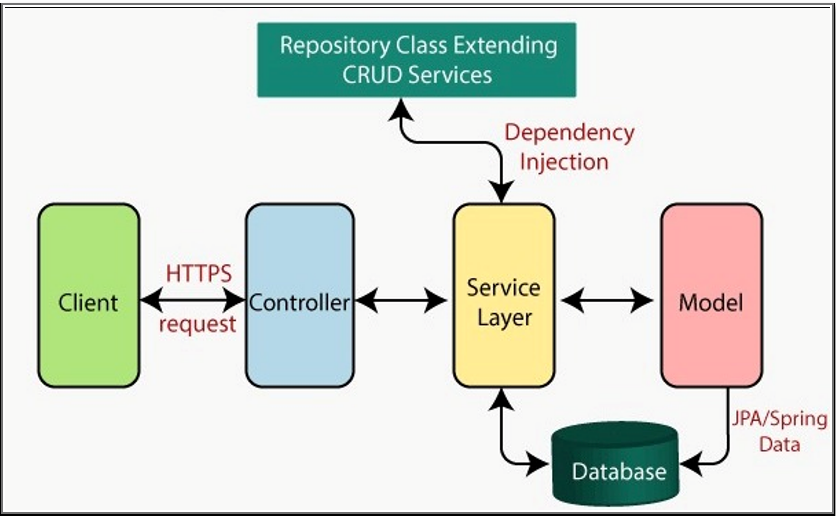 Repository Class Extending
CRUD Services
Dependency
Injection
HTTPS
request
Client
Controller
Service
Layer
Model
JPA/Spring
Data
Database